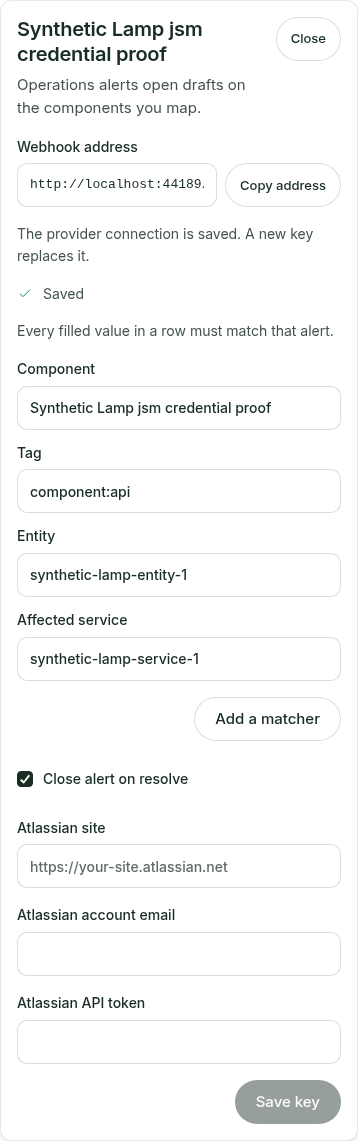 Synthetic Lamp jsm
credential proof
Close
Operations alerts open drafts on
the components you map.
Webhook address
http://localhost:44189.
Copy address
The provider connection is saved. A new key
replaces it.
Saved
Every filled value in a row must match that alert.
Component
Synthetic Lamp jsm credential proof
Tag
component:api
Entity
synthetic-lamp-entity-1
Affected service
synthetic-lamp-service-1
Add a matcher
Close alert on resolve
Atlassian site
https://your-site.atlassian.net
Atlassian account email
Atlassian API token
Save key